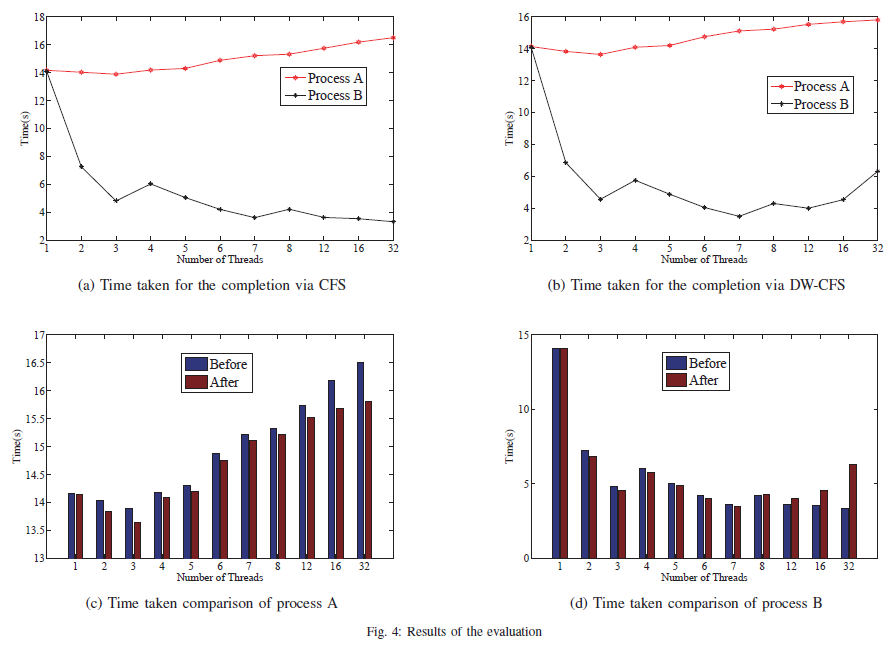 18
16
14
12
10
8
6
4
2
Time(s)
Process A
Process B
1 2 3 4 5 6 7 8 12 16 32
Number of Threads
(a) Time taken for the completion via CFS
16
14
12
10
8
6
4
2
Time(s)
Process A
Process B
1 2 3 4 5 6 7 8 12 16 32
Number of Threads
(b) Time taken for the completion via DW-CFS
17
16.5
16
15.5
15
14.5
14
13.5
13
Time(s)
Before
After
1 2 3 4 5 6 7 8 12 16 32
Number of Threads
(c) Time taken comparison of process A
15
10
5
0
Time(s)
Before
After
1 2 3 4 5 6 7 8 12 16 32
Number of Threads
(d) Time taken comparison of process B
Fig. 4: Results of the evaluation